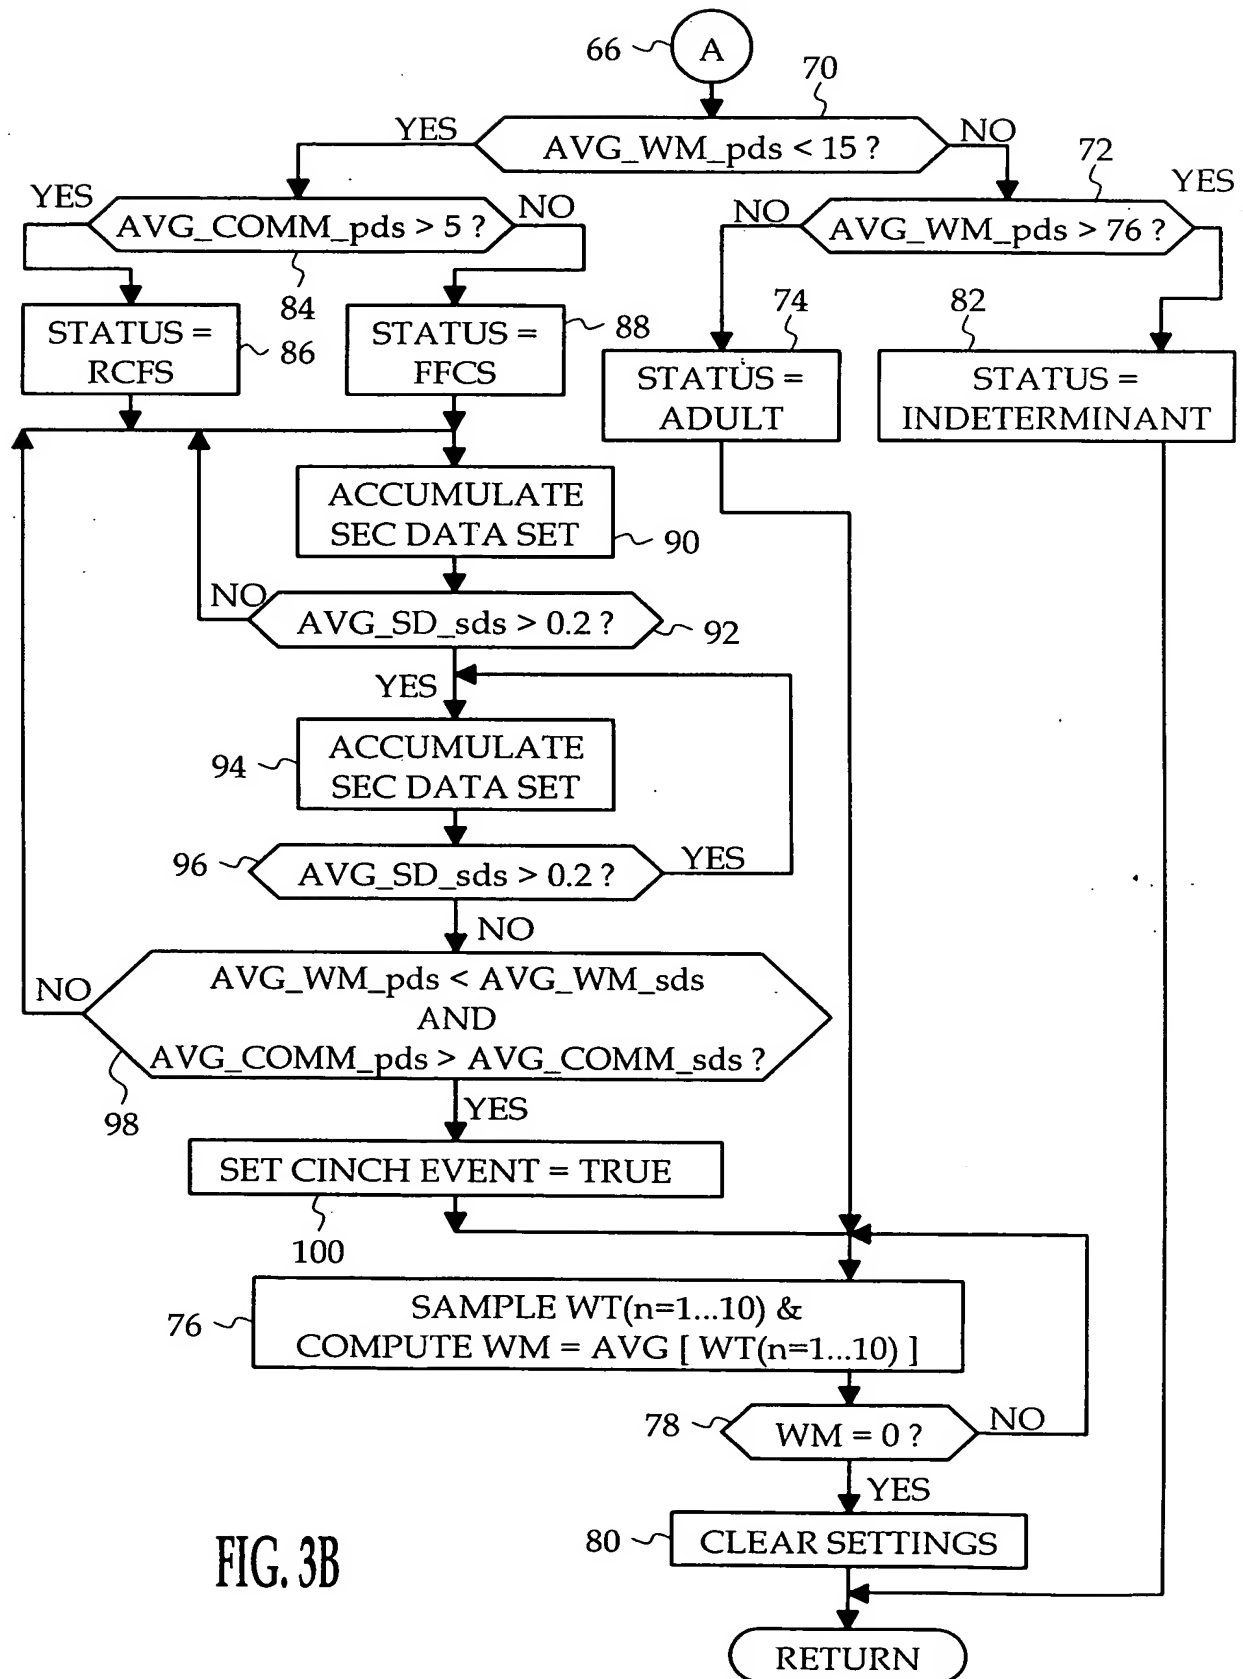 66
A
70
YES
AVG_WM_pds < 15 ?
NO
72
YES
YES
AVG_COMM_pds > 5 ?
NO
NO
AVG_WM_pds > 76 ?
84
STATUS =
RCFS
86
STATUS =
FFCS
88
74
STATUS =
ADULT
82
STATUS =
INDETERMINANT
ACCUMULATE
SEC DATA SET
90
NO
AVG_SD_sds > 0.2 ?
92
YES
94
ACCUMULATE
SEC DATA SET
96
AVG_SD_sds > 0.2 ?
YES
NO
NO
AVG_WM_pds < AVG_WM_sds
AND
AVG_COMM_pds > AVG_COMM_sds ?
98
YES
SET CINCH EVENT = TRUE
100
76
SAMPLE WT(n=1...10) &
COMPUTE WM = AVG [ WT(n=1...10) ]
78
WM = 0 ?
NO
YES
80
CLEAR SETTINGS
FIG. 3B
RETURN